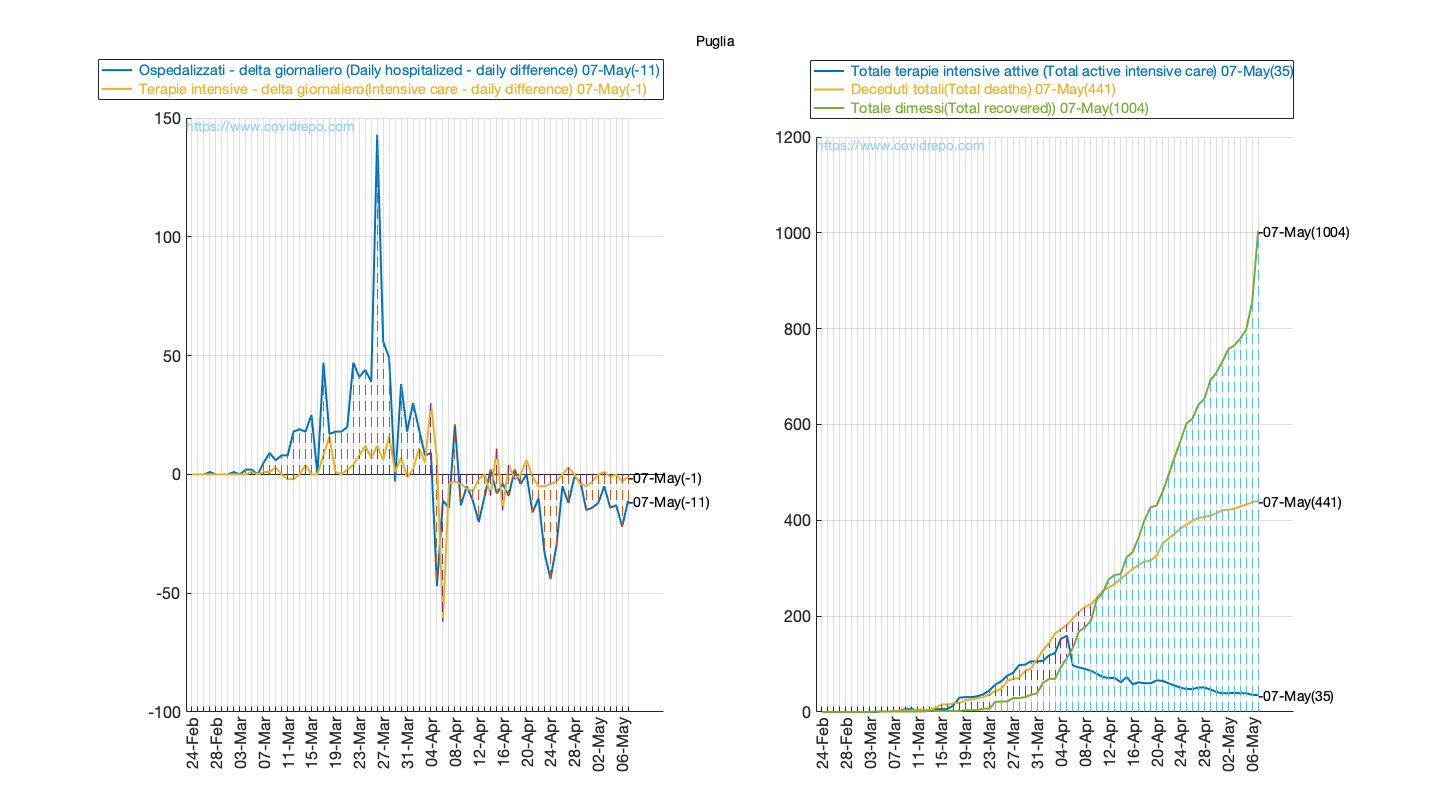 Puglia
Ospedalizzati - delta giornaliero (Daily hospitalized - daily difference) 07-May(-11)
Terapie intensive - delta giornaliero(Intensive care - daily difference) 07-May(-1)
https://www.covidrepo.com
150
100
50
0
-50
-100
07-May(-1)
07-May(-11)
24-Feb
28-Feb
03-Mar
07-Mar
11-Mar
15-Mar
19-Mar
23-Mar
27-Mar
31-Mar
04-Apr
08-Apr
12-Apr
16-Apr
20-Apr
24-Apr
28-Apr
02-May
06-May
Totale terapie intensive attive (Total active intensive care) 07-May(35)
Deceduti totali(Total deaths) 07-May(441)
Totale dimessi(Total recovered)) 07-May(1004)
https://www.covidrepo.com
1200
1000
800
600
400
200
0
07-May(1004)
07-May(441)
07-May(35)
24-Feb
28-Feb
03-Mar
07-Mar
11-Mar
15-Mar
19-Mar
23-Mar
27-Mar
31-Mar
04-Apr
08-Apr
12-Apr
16-Apr
20-Apr
24-Apr
28-Apr
02-May
06-May